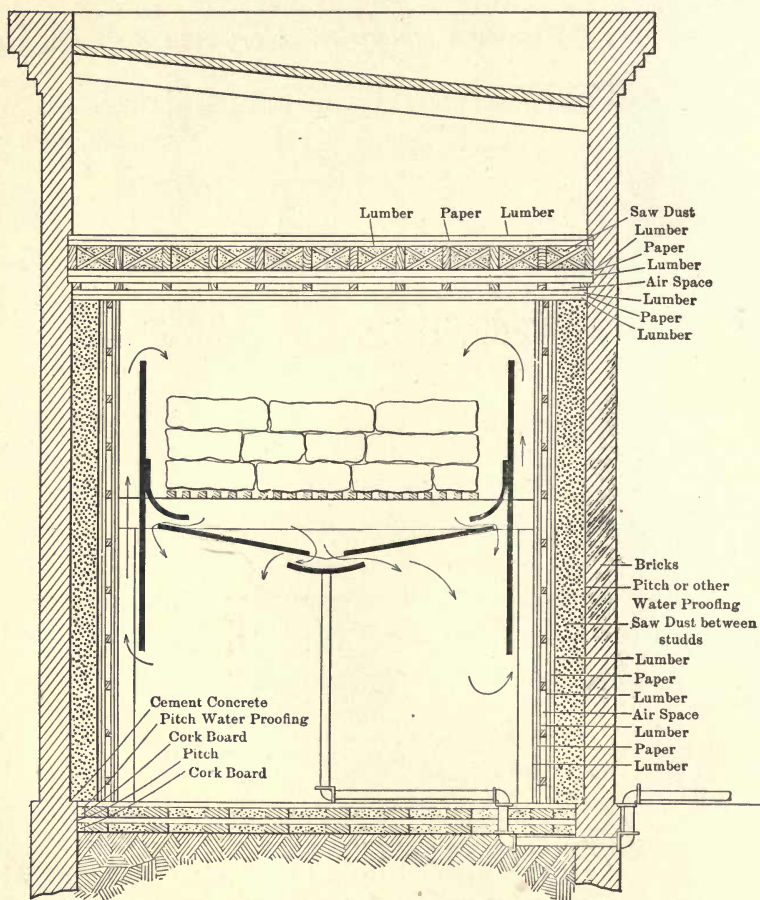 Lumber Paper Lumber
Saw Dust
Lumber
Paper
Lumber
Air Space
Lumber
Paper
Lumber
Bricks
Pitch or other
Water Proofing
Saw Dust between
studds
Lumber
Paper
Lumber
Air Space
Lumber
Paper
Lumber
Cement Concrete
Pitch Water Proofing
Cork Board
Pitch
Cork Board